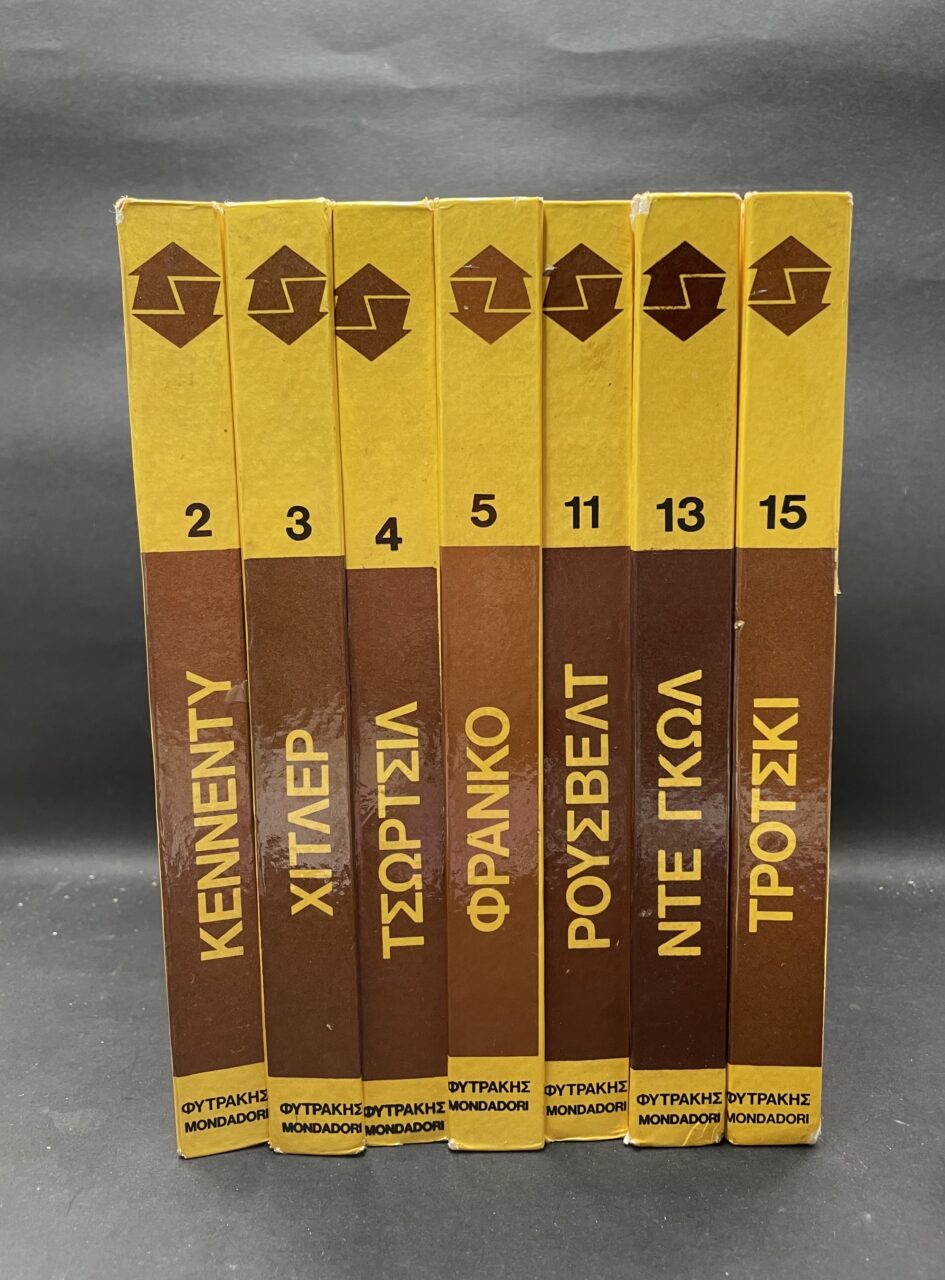 2
ΚΕΝΝΕΝΤΥ
ΦΥΤΡΑΚΗΣ
MONDADORI
3
ΧΙΤΛΕΡ
ΦΥΤΡΑΚΗΣ
MONDADORI
4
ΤΣΩΡΤΣΙΛ
ΦΥΤΡΑΚΗΣ
MONDADORI
5
ΦΡΑΝΚΟ
ΦΥΤΡΑΚΗΣ
MONDADORI
11
ΡΟΥΣΒΕΛΤ
ΦΥΤΡΑΚΗΣ
MONDADORI
13
ΝΤΕ ΓΚΩΛ
ΦΥΤΡΑΚΗΣ
MONDADORI
15
ΤΡΟΤΣΚΙ
ΦΥΤΡΑΚΗΣ
MONDADORI